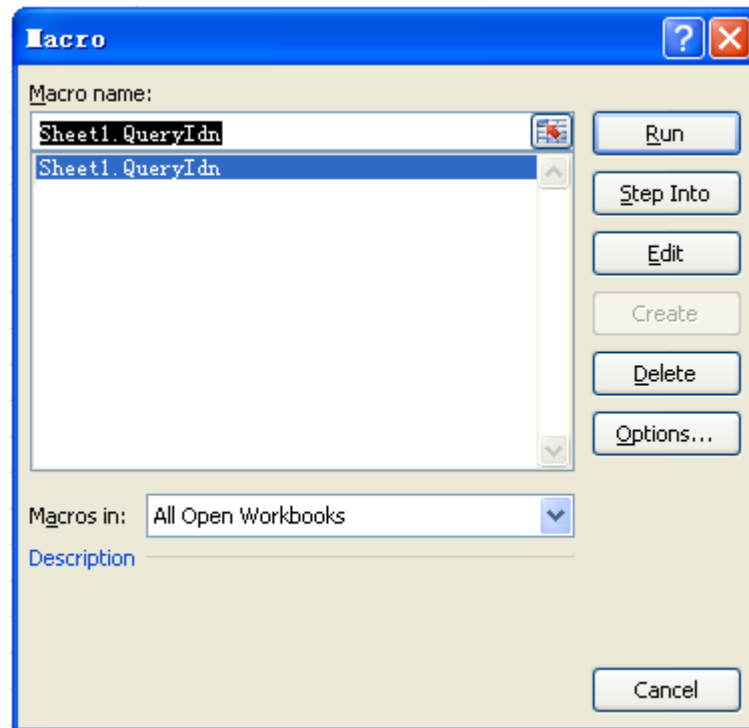 Macro
Macro name:
Sheet1.QueryIdn
Sheet1.QueryIdn
Run
Step Into
Edit
Create
Delete
Options...
Macros in: All Open Workbooks
Description
Cancel